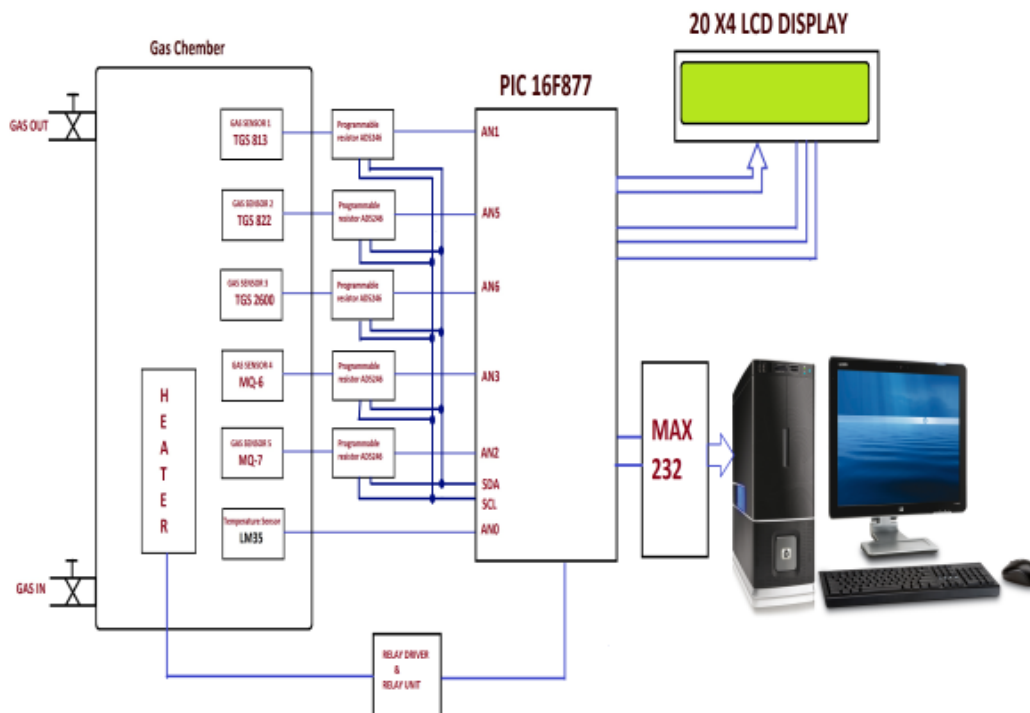 20 X4 LCD DISPLAY
Gas Chember
PIC 16F877
GAS OUT
GAS SENSOR 1
TGS 813
Programmable
resistor AD5246
AN1
GAS SENSOR 2
TGS 822
Programmable
resistor AD5246
AN5
GAS SENSOR 3
TGS 2600
Programmable
resistor AD5246
AN6
GAS SENSOR 4
MQ-6
Programmable
resistor AD5246
AN3
HEATER
GAS SENSOR 5
MQ-7
Programmable
resistor AD5246
AN2
SDA
SCL
Temperature Sensor
LM35
AN0
MAX
232
GAS IN
RELAY DRIVER
&
RELAY UNIT